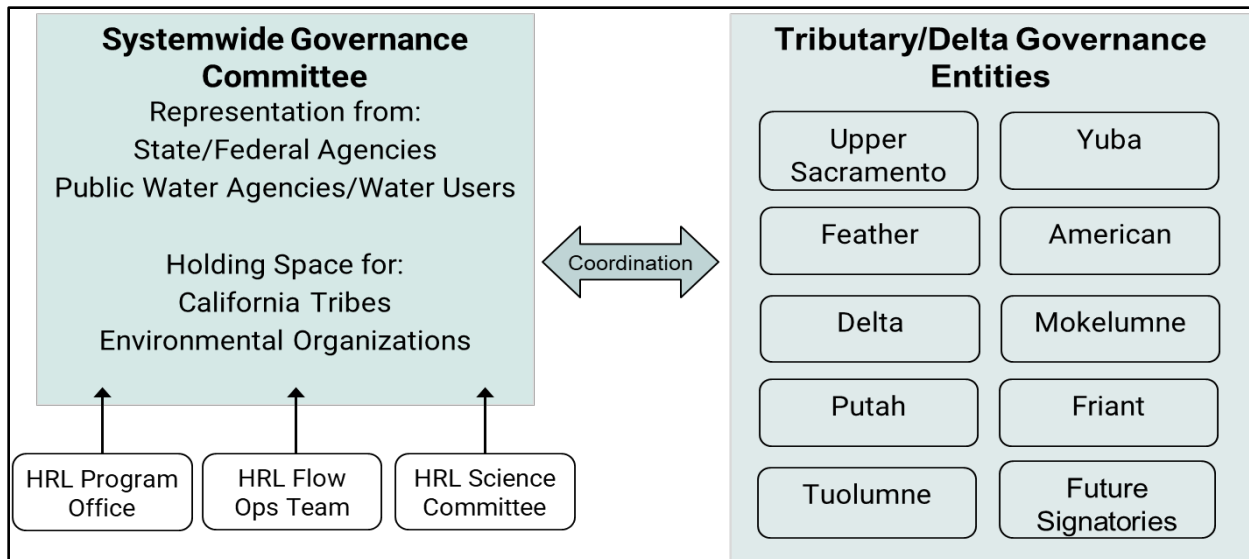 Systemwide Governance
Committee
Representation from:
State/Federal Agencies
Public Water Agencies/Water Users
Holding Space for:
California Tribes
Environmental Organizations
HRL Program
Office
HRL Flow
Ops Team
HRL Science
Committee
Coordination
Tributary/Delta Governance
Entities
Upper
Sacramento
Yuba
Feather
American
Delta
Mokelumne
Putah
Friant
Tuolumne
Future
Signatories